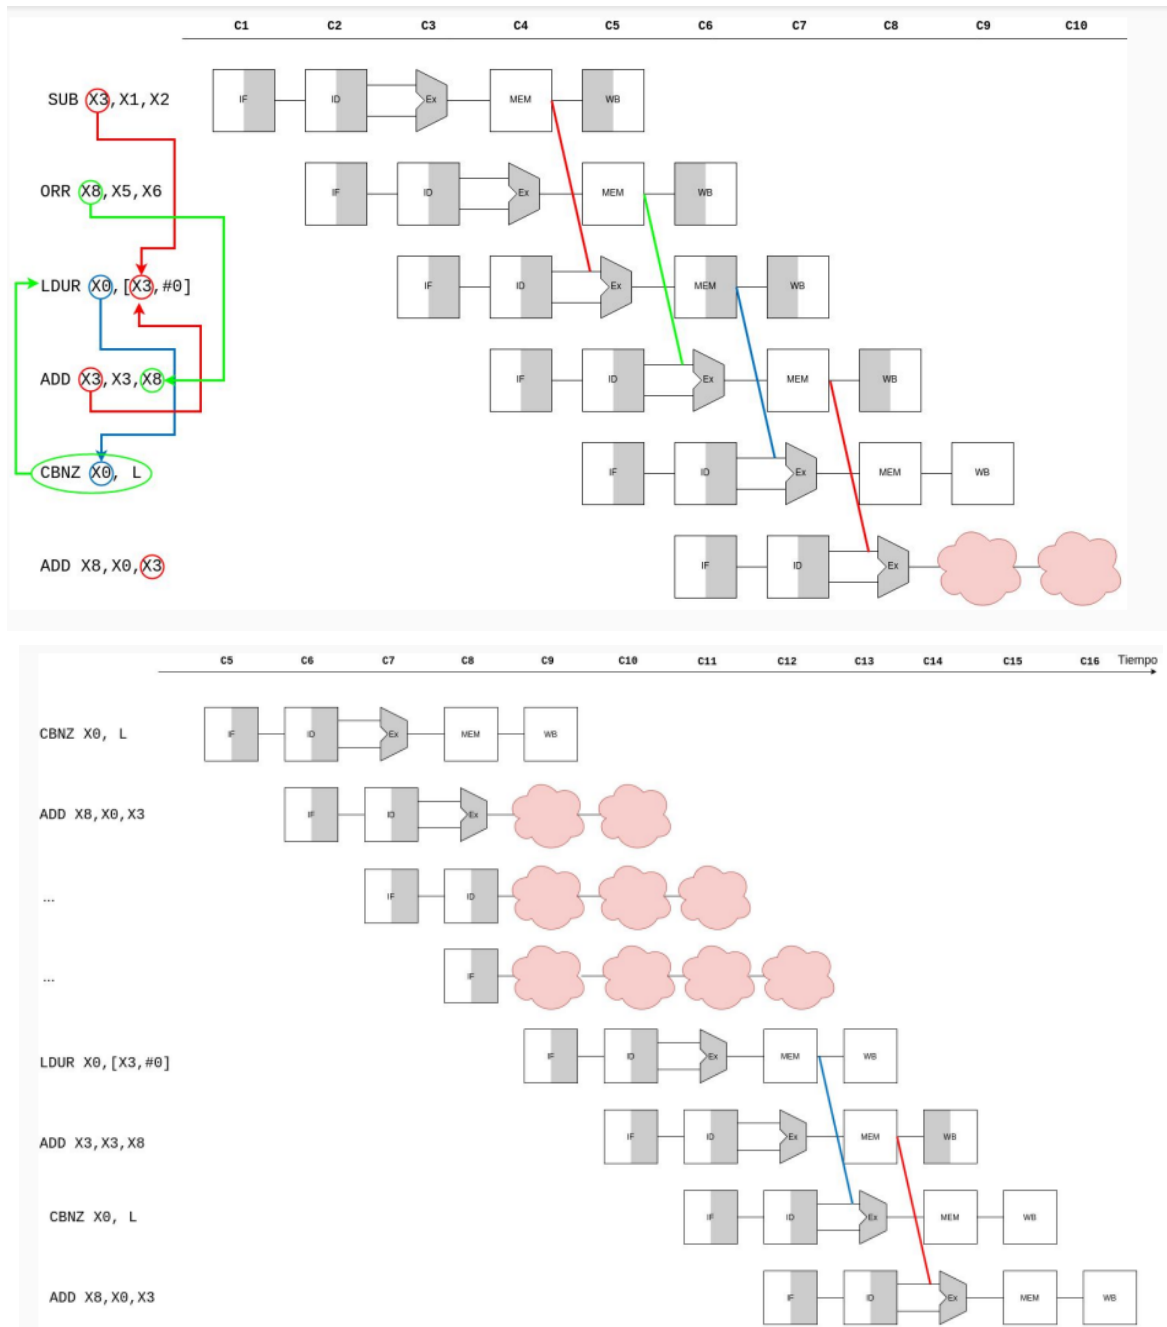 C1 C2 C3 C4 C5 C6 C7 C8 C9 C10
SUB X3,X1,X2 IF ID Ex MEM WB
ORR X8,X5,X6 IF ID Ex MEM WB
LDUR X0,[X3,#0] IF ID Ex MEM WB
ADD X3,X3,X8 IF ID Ex MEM WB
CBNZ X0, L IF ID Ex MEM WB
ADD X8,X0,X3 IF ID Ex
C5 C6 C7 C8 C9 C10 C11 C12 C13 C14 C15 C16 Tiempo
CBNZ X0, L IF ID Ex MEM WB
ADD X8,X0,X3 IF ID Ex
... IF ID
... IF
LDUR X0,[X3,#0] IF ID Ex MEM WB
ADD X3,X3,X8 IF ID Ex MEM WB
CBNZ X0, L IF ID Ex MEM WB
ADD X8,X0,X3 IF ID Ex MEM WB